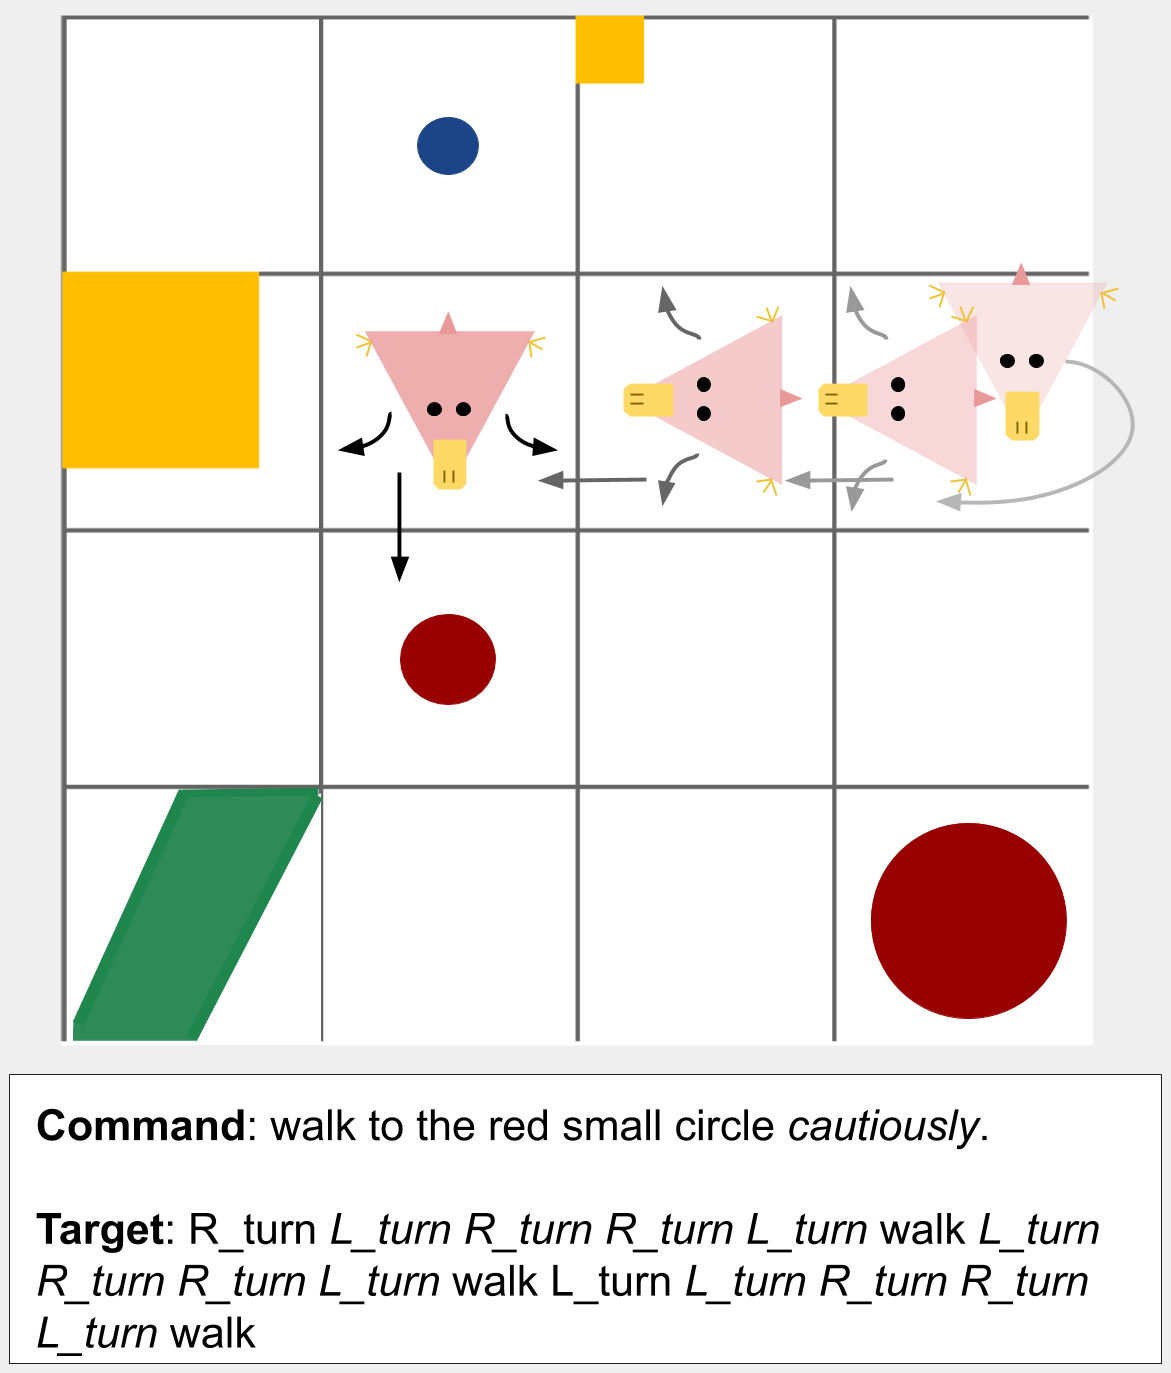 Command: walk to the red small circle cautiously.
Target: R_turn L_turn R_turn R_turn L_turn walk L_turn
R_turn R_turn L_turn walk L_turn L_turn R_turn R_turn
L_turn walk